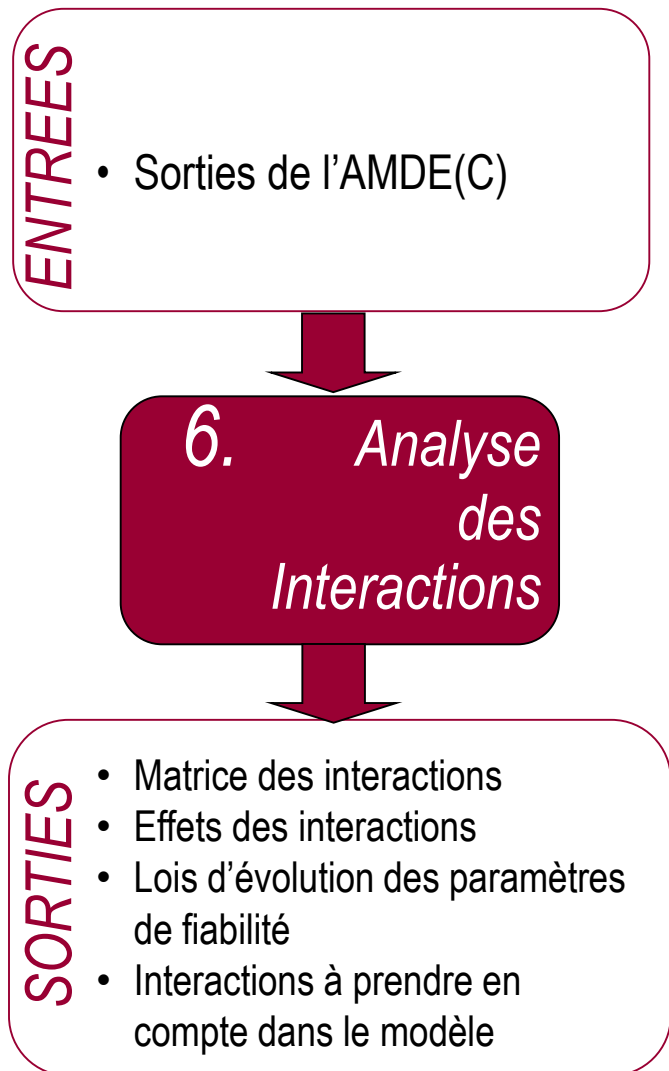 ENTREES
• Sorties de l'AMDE(C)
6. Analyse
des
Interactions
SORTIES
• Matrice des interactions
• Effets des interactions
• Lois d'évolution des paramètres
de fiabilité
• Interactions à prendre en
compte dans le modèle